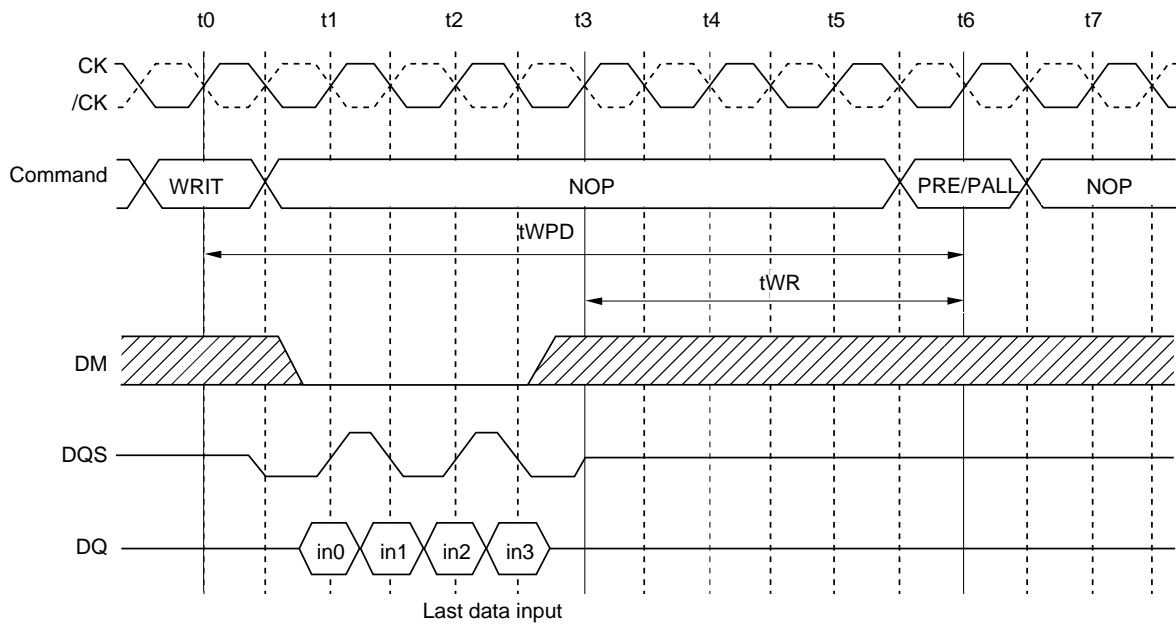 t0 t1 t2 t3 t4 t5 t6 t7
CK
/CK
Command WRIT NOP PRE/PALL NOP
tWPD
tWR
DM
DQS
DQ in0 in1 in2 in3
Last data input